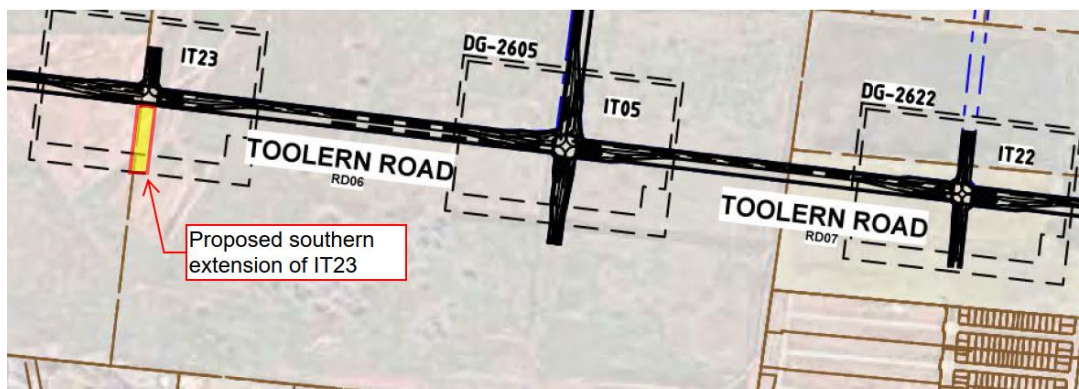 IT23
DG-2605
IT05
DG-2622
IT22
TOOLERN ROAD
RD06
TOOLERN ROAD
RD07
Proposed southern
extension of IT23